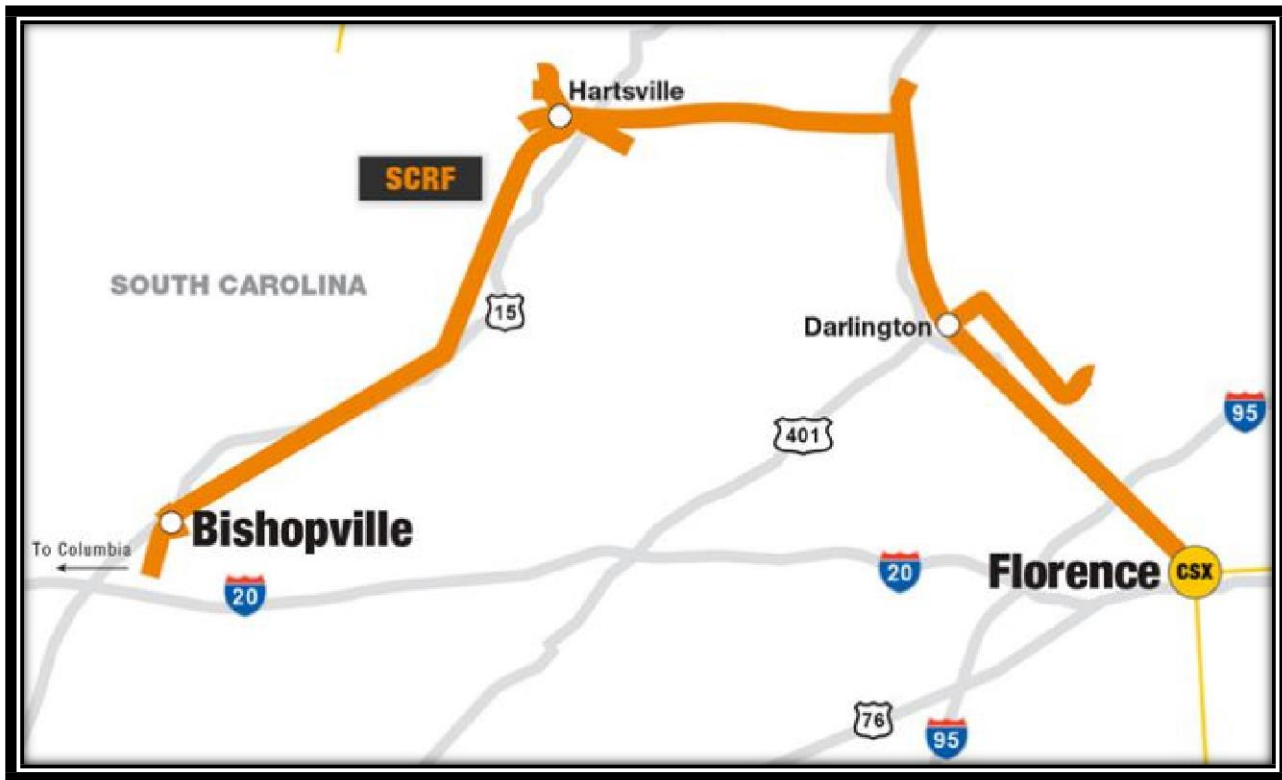 Hartsville
SCRF
SOUTH CAROLINA
15
Darlington
95
401
Bishopville
To Columbia
20
20
Florence
CSX
76
95